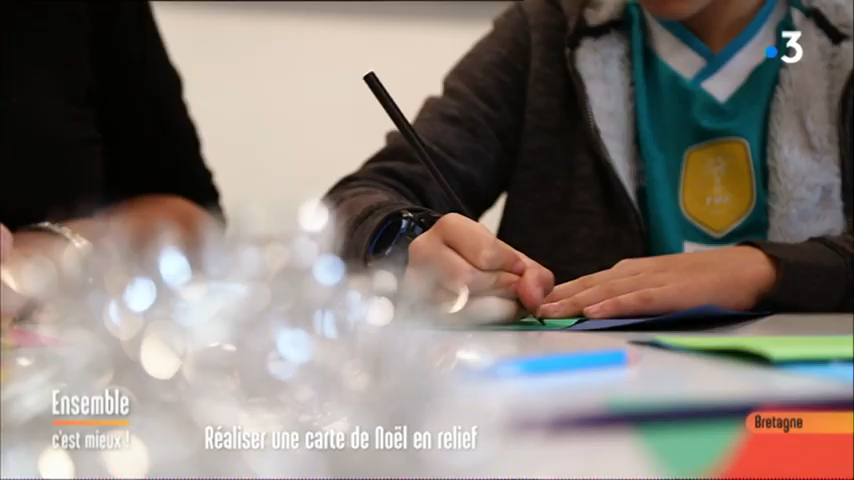 3
Ensemble
c'est mieux !
Réaliser une carte de Noël en relief
Bretagne